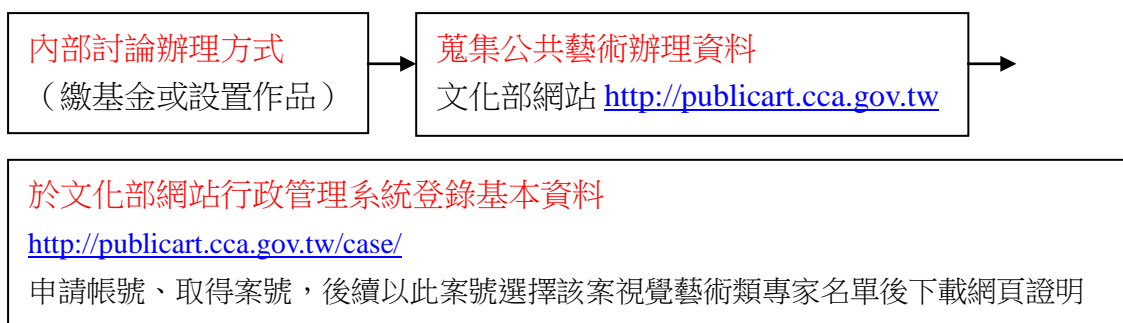 內部討論辦理方式
（繳基金或設置作品）
蒐集公共藝術辦理資料
文化部網站 http://publicart.cca.gov.tw
於文化部網站行政管理系統登錄基本資料
http://publicart.cca.gov.tw/case/
申請帳號、取得案號，後續以此案號選擇該案視覺藝術類專家名單後下載網頁證明